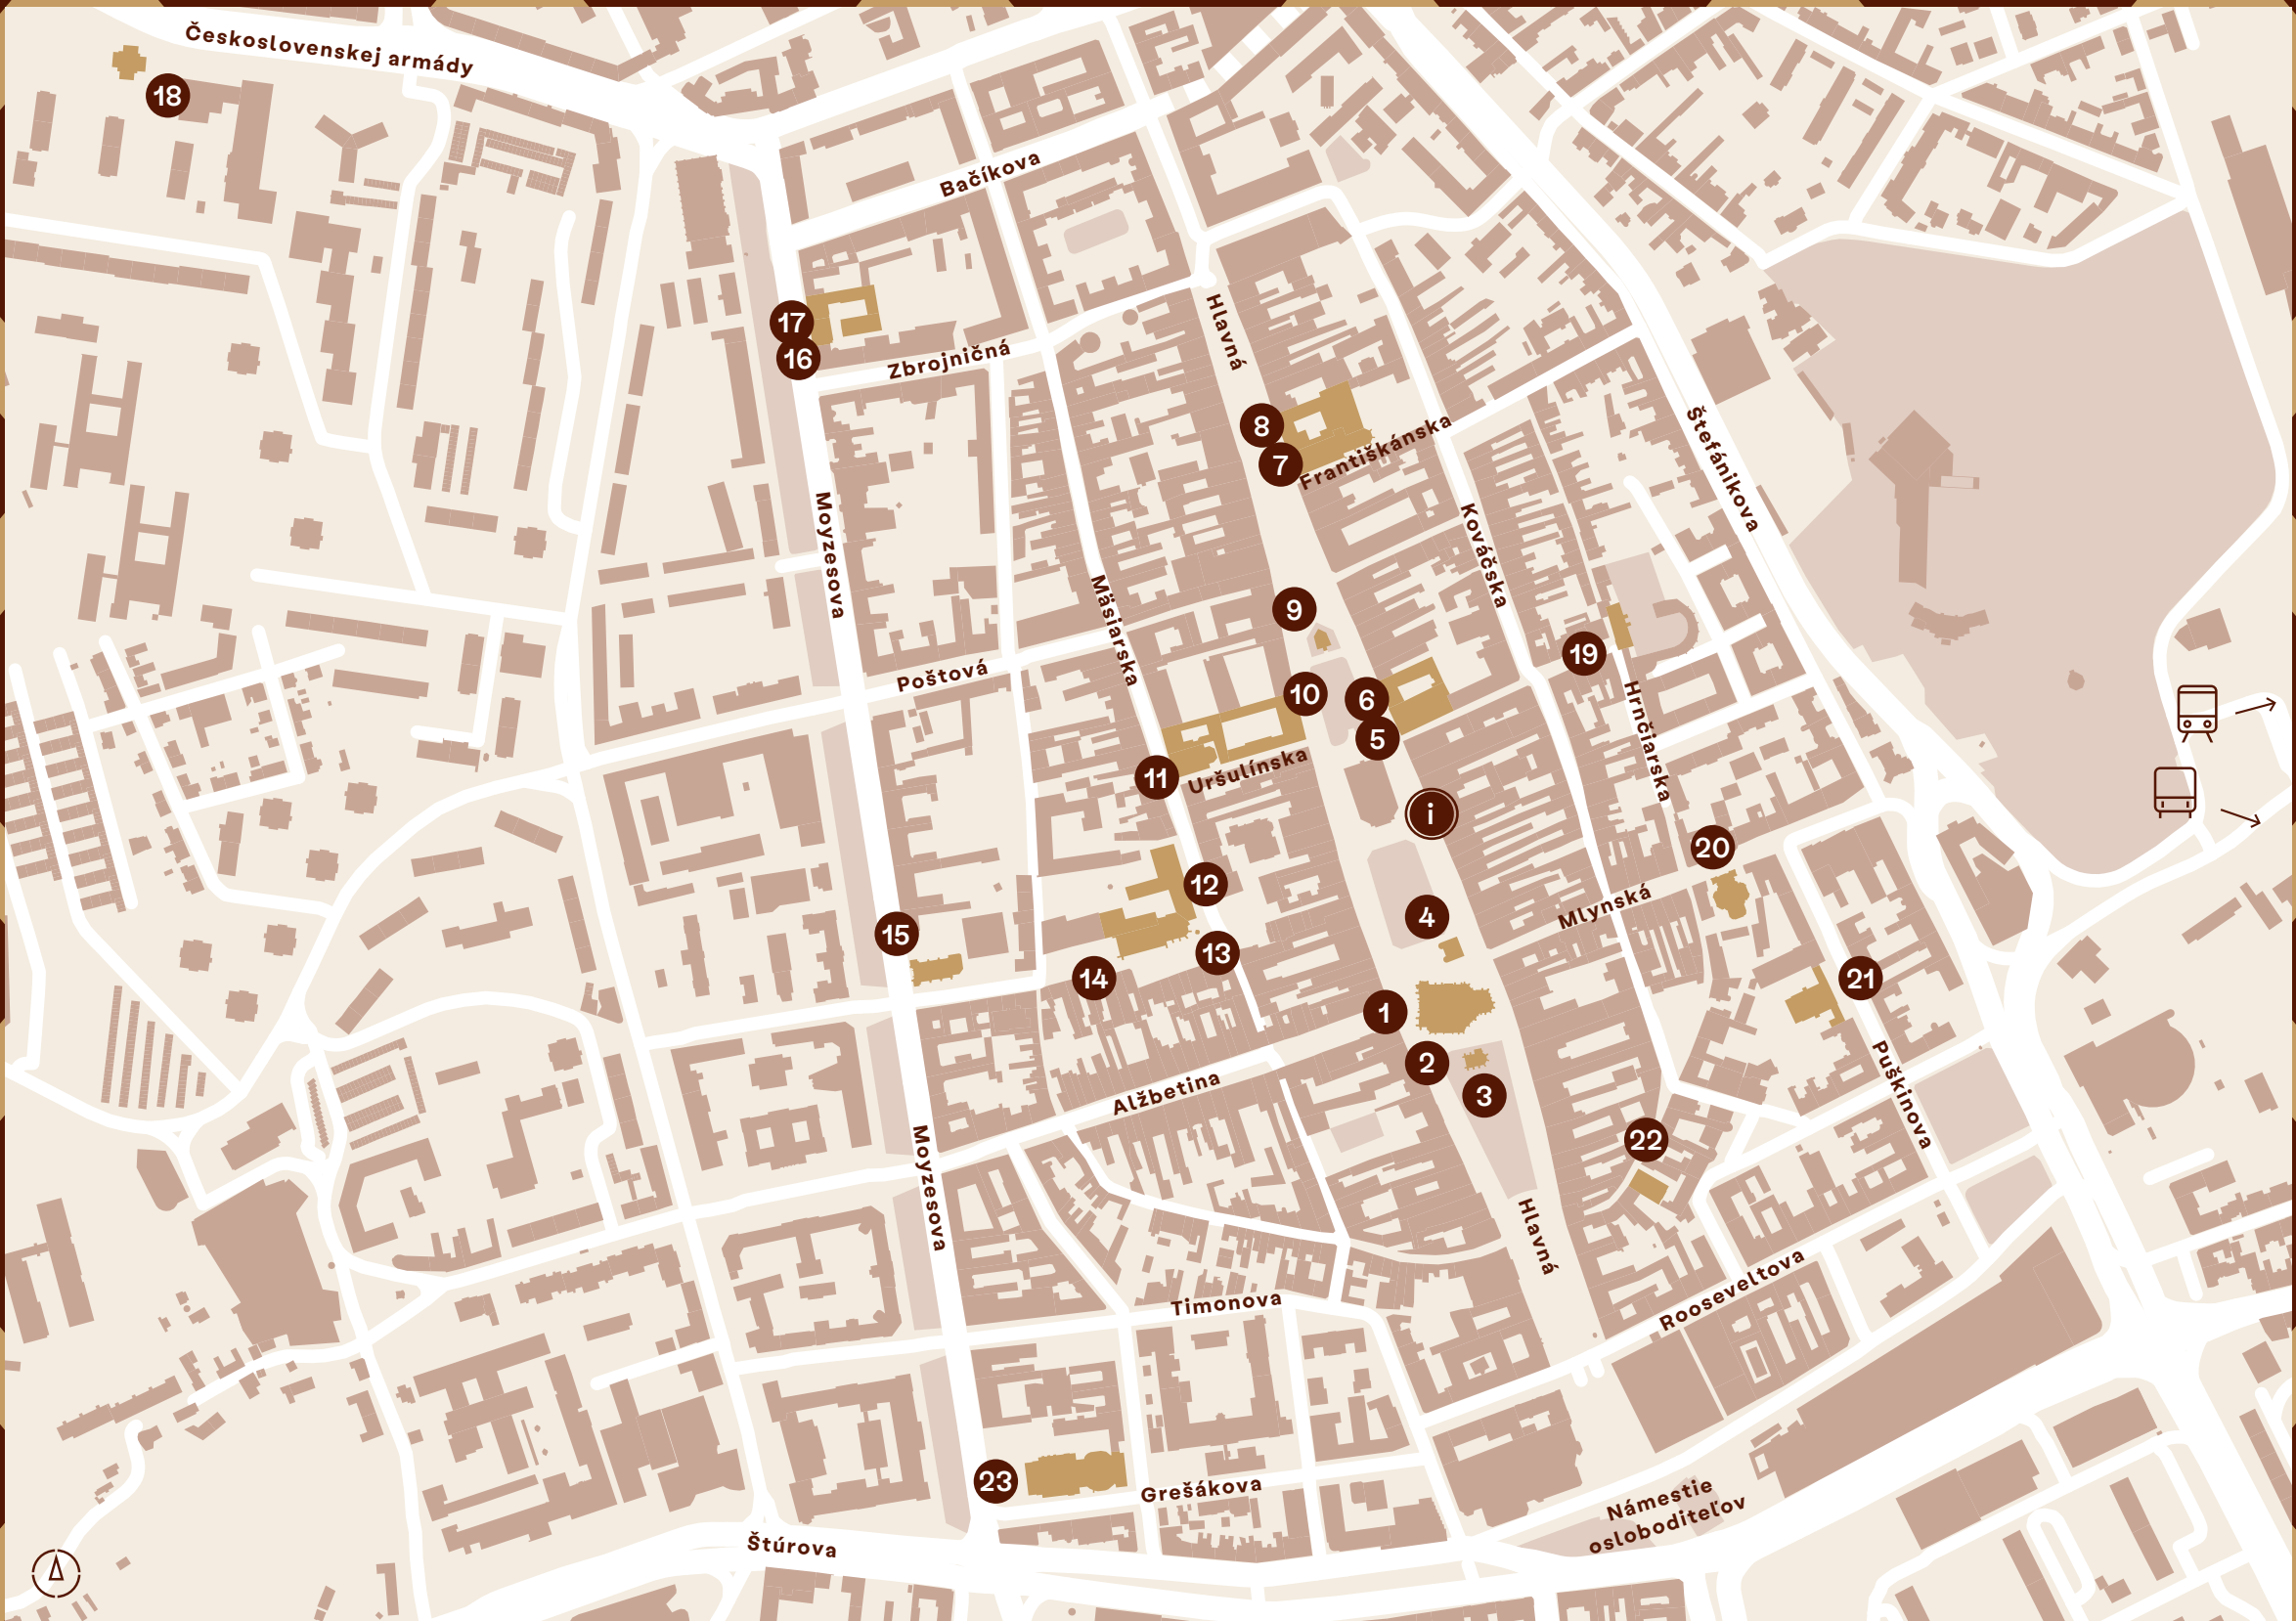 Československej armády
18
Bačíkova
17
16
Zbrojničná
Hlavná
8
7
Františkánska
Štefánikova
Moyzesova
Kováčska
Mäsiarska
9
19
Poštová
10
6
5
Hrnčiarska
11
Uršulínska
i
20
12
4
Mlynská
15
13
14
21
1
2
3
Puškinova
Alžbetina
22
Moyzesova
Hlavná
Timonova
Rooseveltova
23
Grešákova
Námestie
osloboditeľov
Štúrova